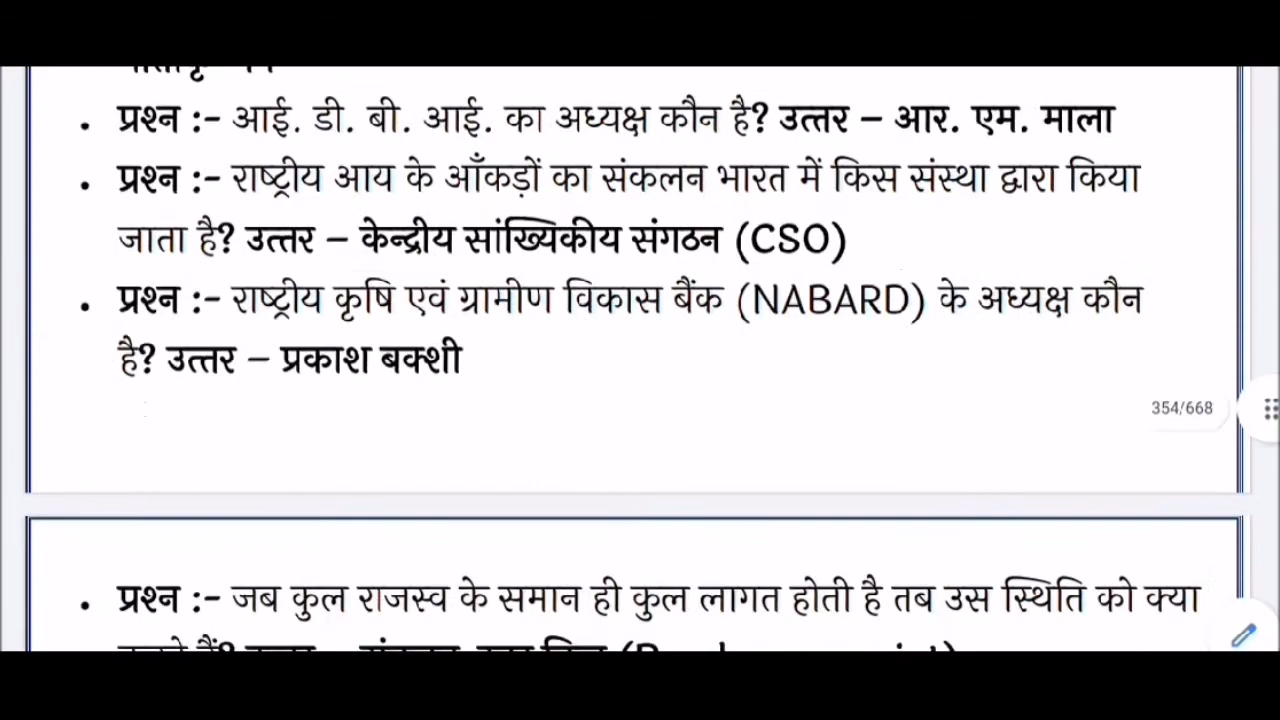 • प्रश्न :- आई. डी. बी. आई. का अध्यक्ष कौन है? उत्तर – आर. एम. माला
• प्रश्न :- राष्ट्रीय आय के आँकड़ों का संकलन भारत में किस संस्था द्वारा किया
जाता है? उत्तर – केन्द्रीय सांख्यिकीय संगठन (CSO)
• प्रश्न :- राष्ट्रीय कृषि एवं ग्रामीण विकास बैंक (NABARD) के अध्यक्ष कौन
है? उत्तर – प्रकाश बक्शी
354/668
• प्रश्न :- जब कुल राजस्व के समान ही कुल लागत होती है तब उस स्थिति को क्या